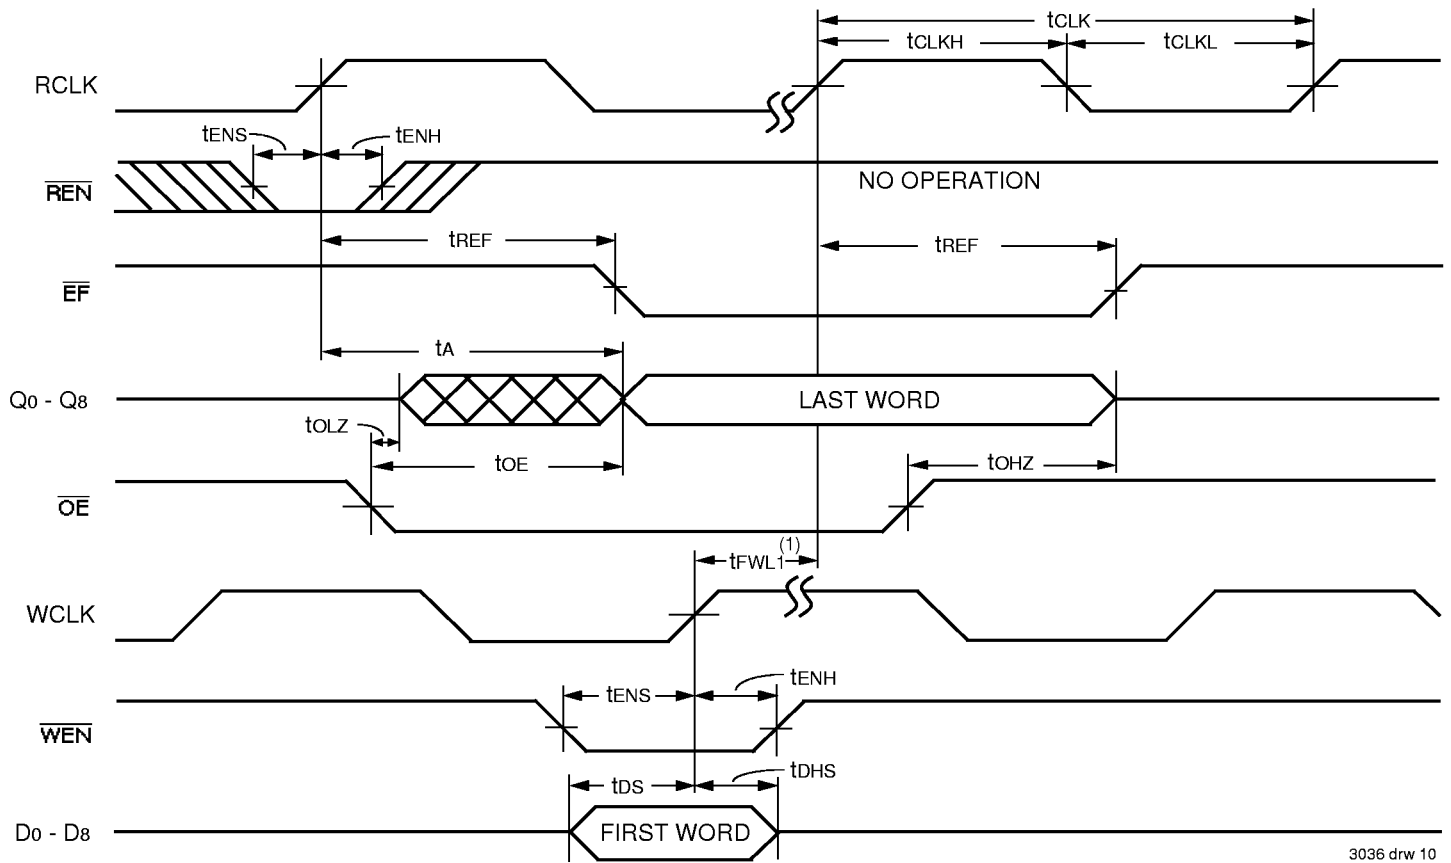 tCLK
tCLKH
tCLKL
RCLK
tENS
tENH
REN
NO OPERATION
tREF
tREF
EF
tA
Q0 - Q8
LAST WORD
tOLZ
tOE
tOHZ
OE
tFWL1(1)
WCLK
tENS
tENH
WEN
tDS
tDHS
D0 - D8
FIRST WORD
3036 drw 10